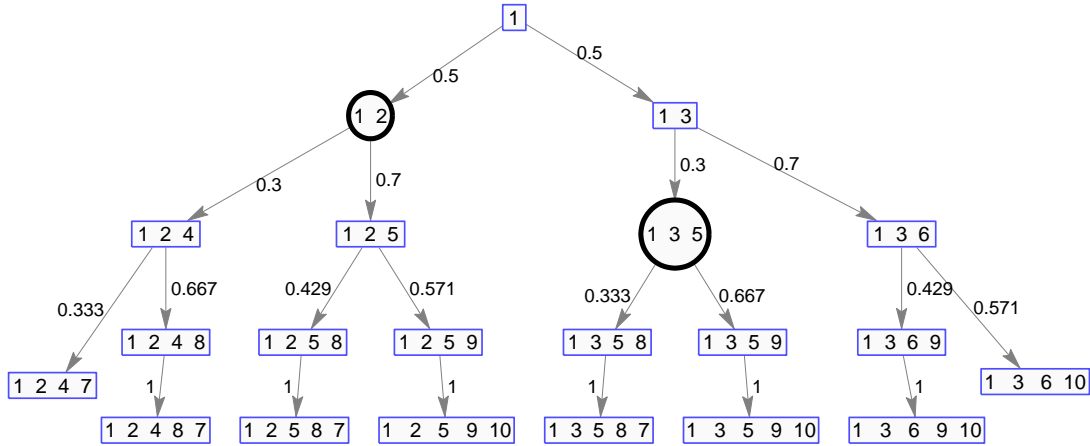 1
0.5
0.5
1 2
1 3
0.3
0.7
0.3
0.7
1 2 4
1 2 5
1 3 5
1 3 6
0.333
0.667
0.429
0.571
0.333
0.667
0.429
0.571
1 2 4 8
1 2 5 8
1 2 5 9
1 3 5 8
1 3 5 9
1 3 6 9
1 2 4 7
1 3 6 10
1
1
1
1
1
1
1 2 4 8 7
1 2 5 8 7
1 2 5 9 10
1 3 5 8 7
1 3 5 9 10
1 3 6 9 10